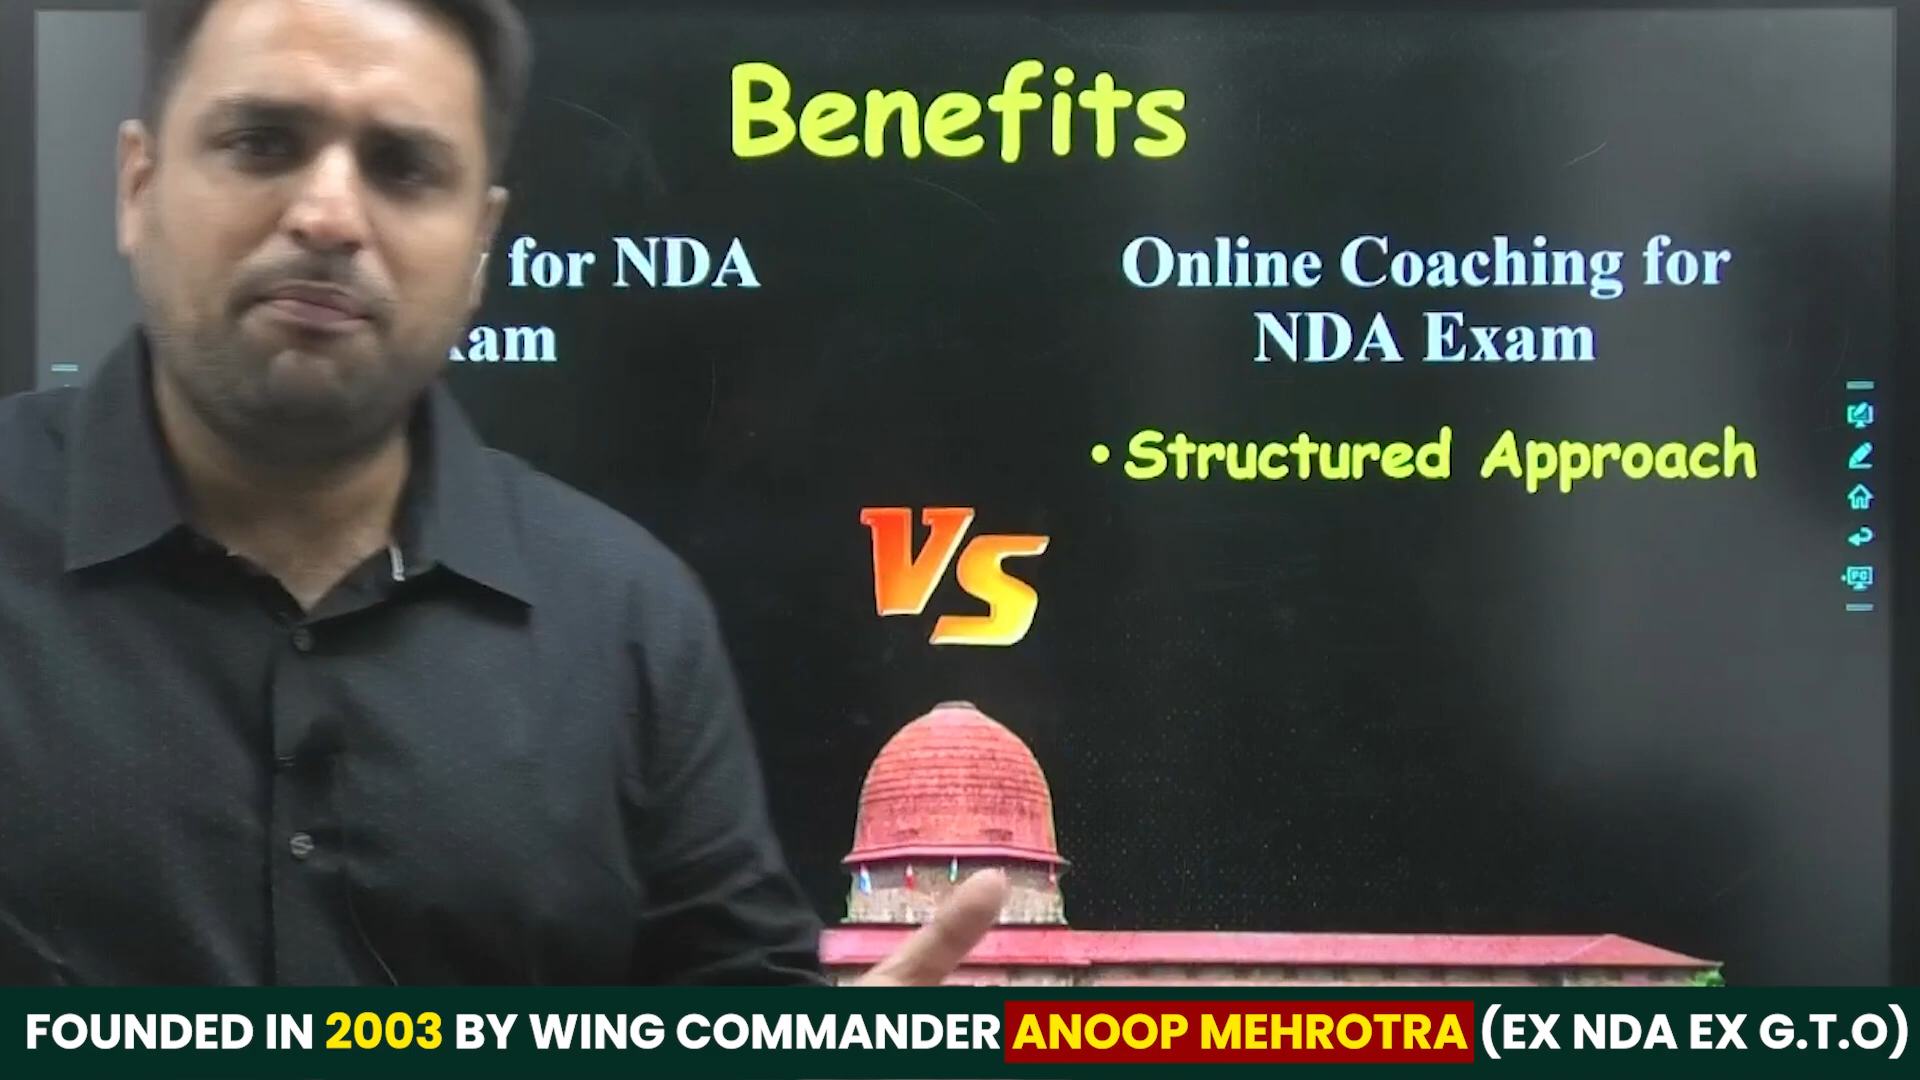 Benefits
for NDA
Online Coaching for
NDA Exam
• Structured Approach
VS
PC
FOUNDED IN 2003 BY WING COMMANDER ANOOP MEHROTRA (EX NDA EX G.T.O)